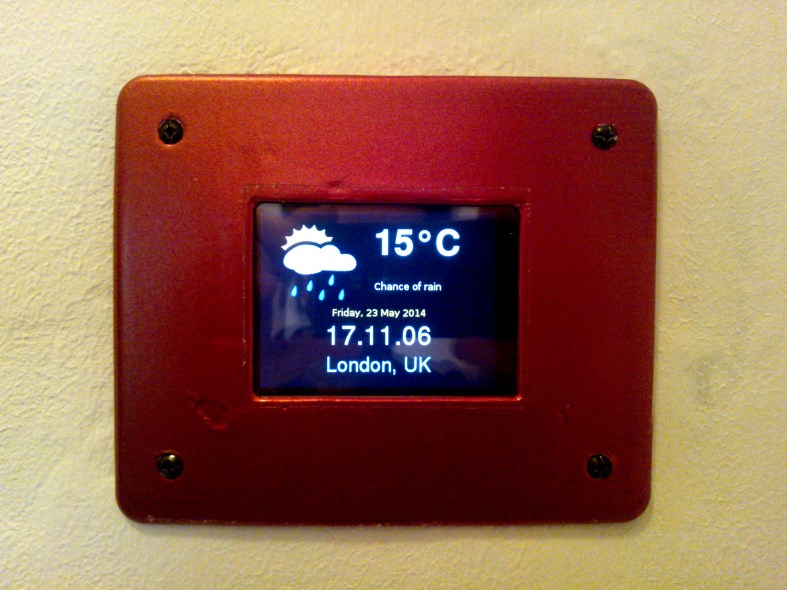 15°C
Chance of rain
Friday, 23 May 2014
17.11.06
London, UK